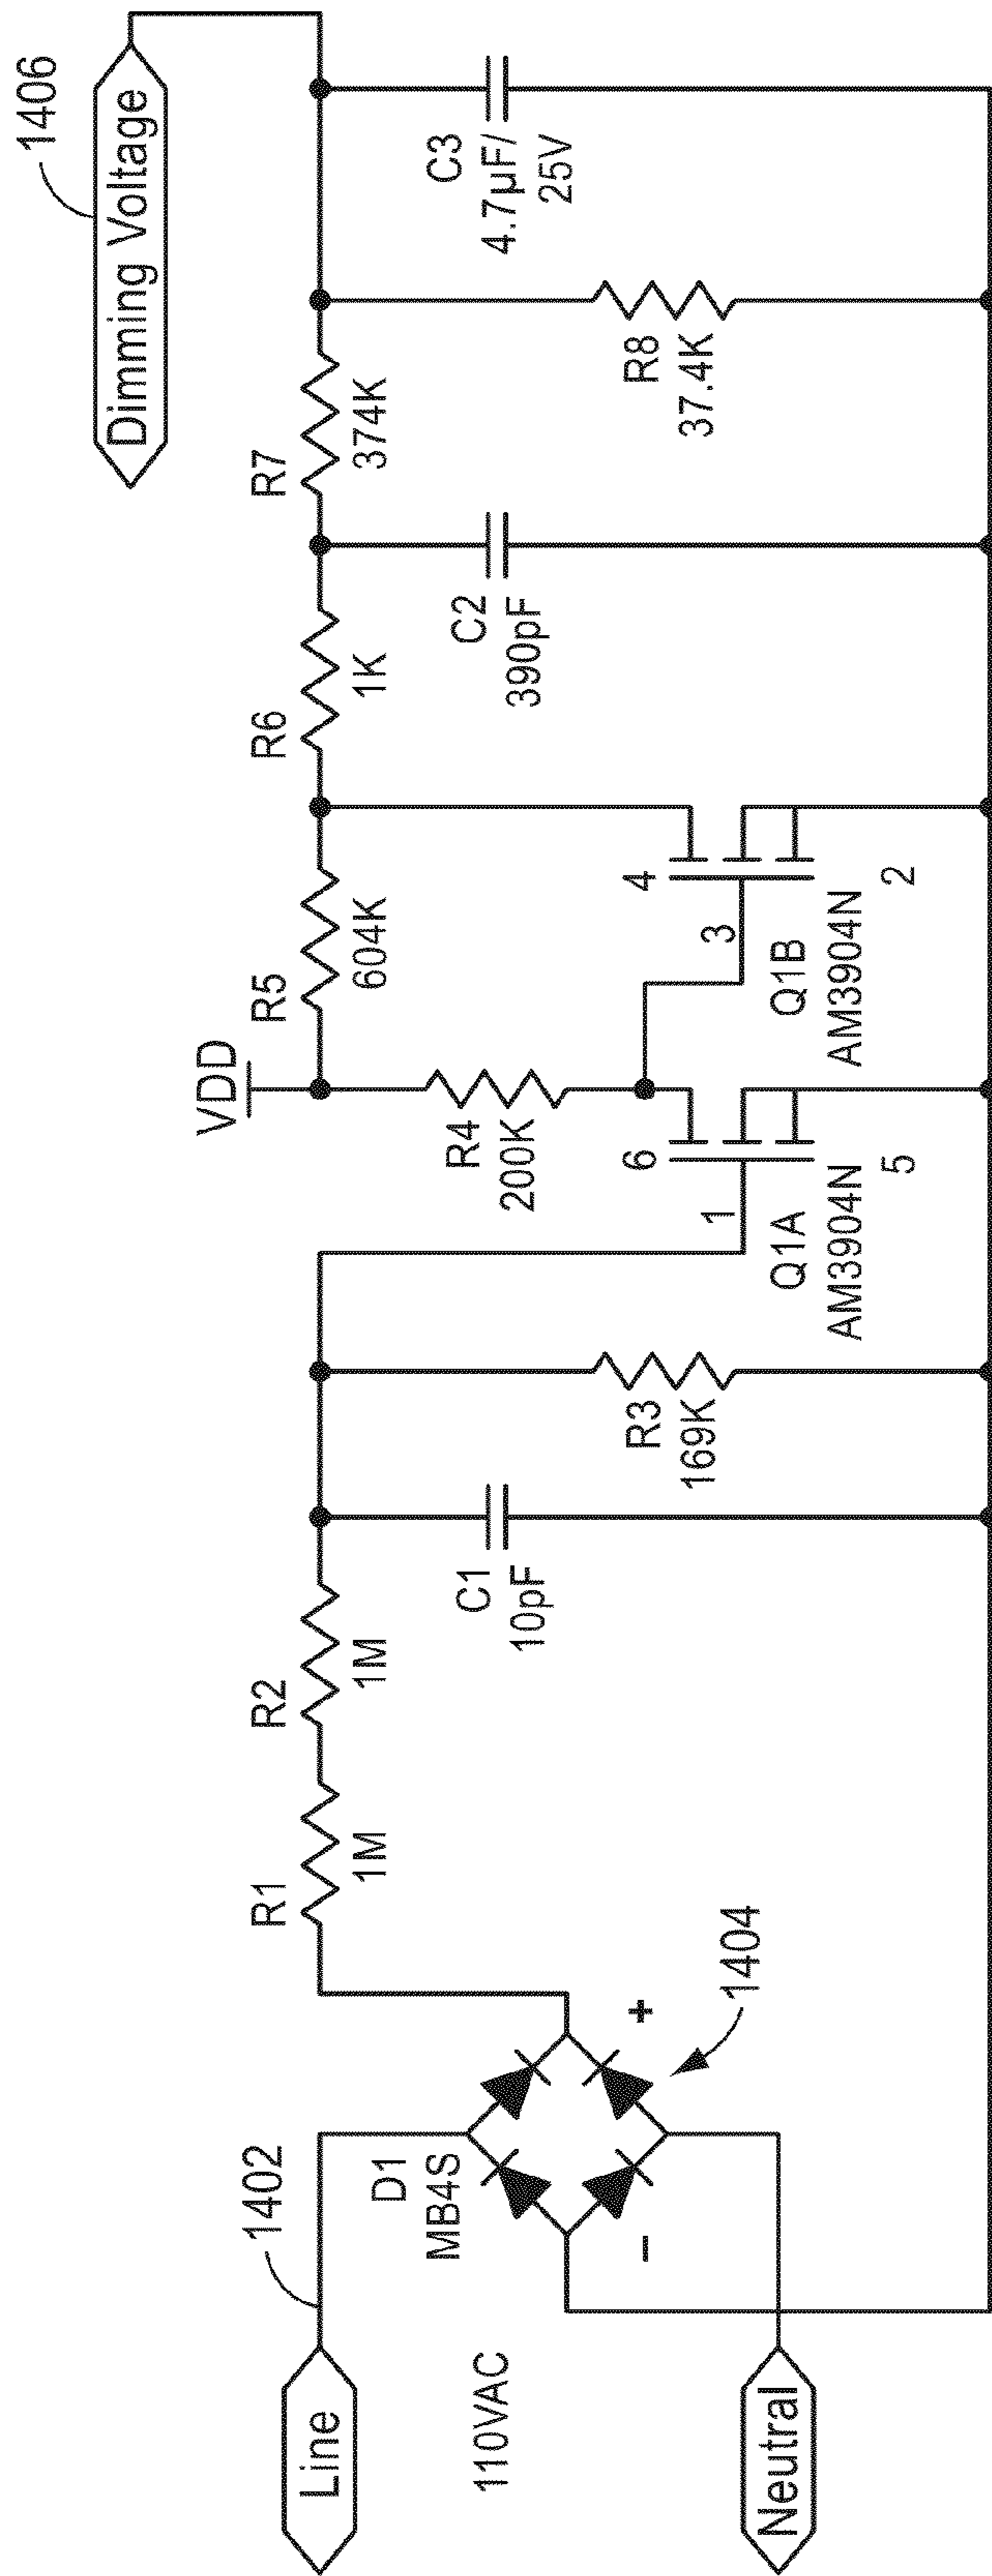 Line
1402
110VAC
Neutral
D1
MB4S
+
-
1404
R1
1M
R2
1M
C1
10pF
R3
169K
VDD
R4
200K
6
1
5
Q1A
AM3904N
R5
604K
4
3
2
Q1B
AM3904N
R6
1K
C2
390pF
R7
374K
R8
37.4K
C3
4.7µF/
25V
Dimming Voltage
1406